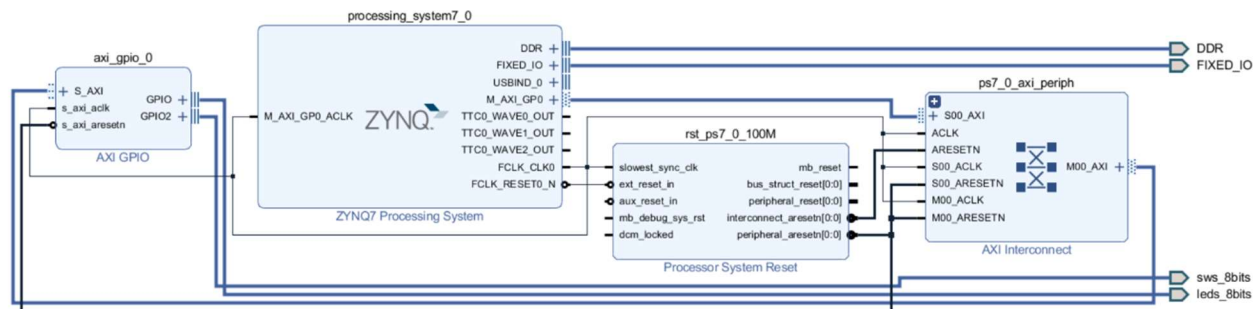 axi_gpio_0
S_AXI
s_axi_aclk
s_axi_aresetn
GPIO
GPIO2
AXI GPIO
processing_system7_0
M_AXI_GP0_ACLK
ZYNQ
DDR
FIXED_IO
USBIND_0
M_AXI_GP0
TTC0_WAVE0_OUT
TTC0_WAVE1_OUT
TTC0_WAVE2_OUT
FCLK_CLK0
FCLK_RESET0_N
ZYNQ7 Processing System
rst_ps7_0_100M
slowest_sync_clk
ext_reset_in
aux_reset_in
mb_debug_sys_rst
dcm_locked
mb_reset
bus_struct_reset[0:0]
peripheral_reset[0:0]
interconnect_aresetn[0:0]
peripheral_aresetn[0:0]
Processor System Reset
ps7_0_axi_periph
S00_AXI
ACLK
ARESETN
S00_ACLK
S00_ARESETN
M00_ACLK
M00_ARESETN
M00_AXI
AXI Interconnect
DDR
FIXED_IO
sws_8bits
leds_8bits